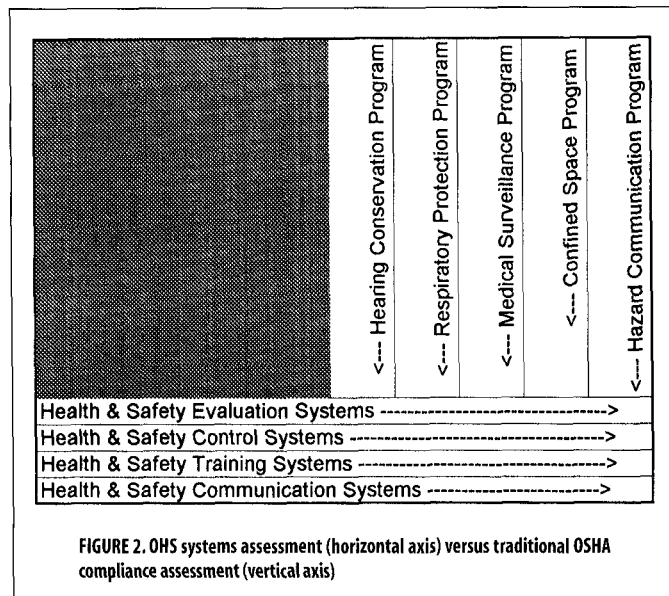 <--- Hearing Conservation Program
<--- Respiratory Protection Program
<--- Medical Surveillance Program
<--- Confined Space Program
<--- Hazard Communication Program
Health & Safety Evaluation Systems ----------------------->
Health & Safety Control Systems --------------------------->
Health & Safety Training Systems -------------------------->
Health & Safety Communication Systems ------------------>
FIGURE 2. OHS systems assessment (horizontal axis) versus traditional OSHA
compliance assessment (vertical axis)